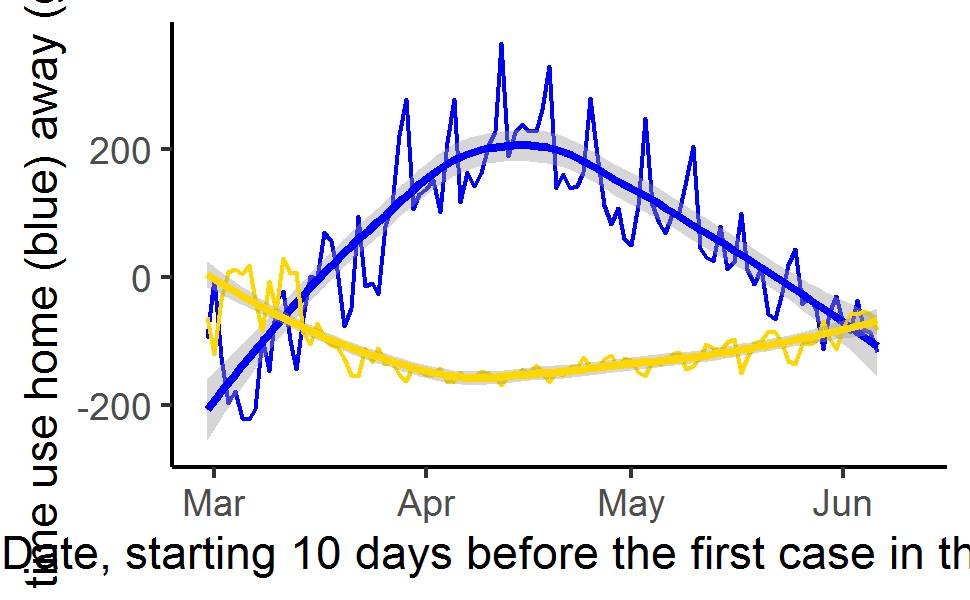 time use home (blue) away (
200
0
-200
Mar Apr May Jun
Date, starting 10 days before the first case in th